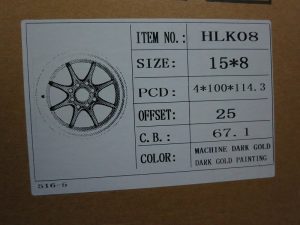 ITEM NO.: HLK08
SIZE: 15*8
PCD: 4*100*114.3
OFFSET: 25
C.B.: 67.1
COLOR: MACHINE DARK GOLD
DARK GOLD PAINTING
516-5